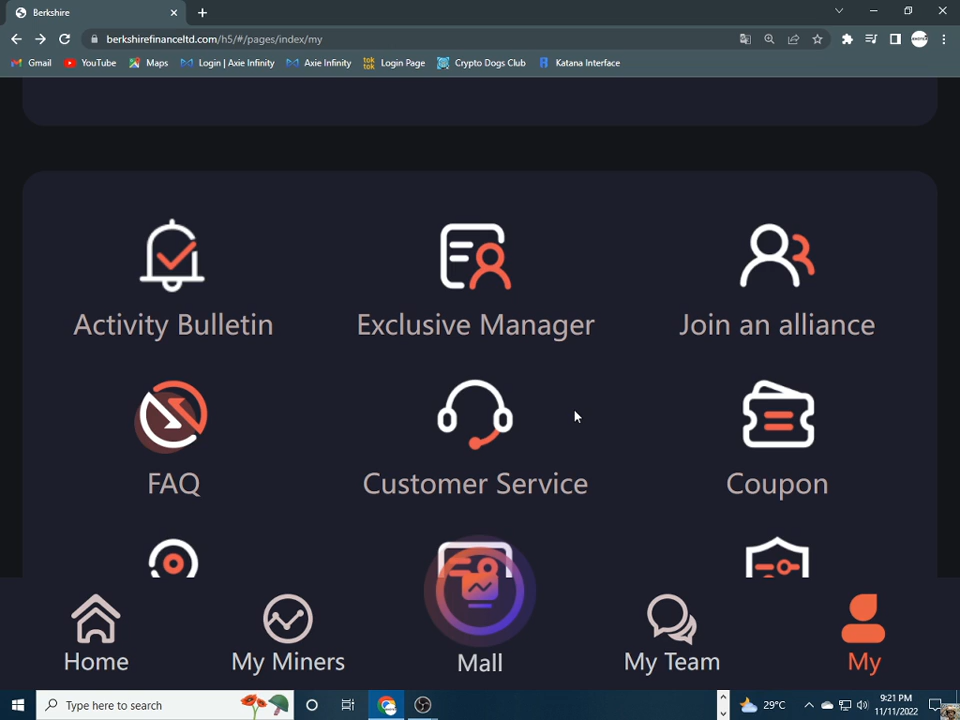 Berkshire
berkshirefinanceltd.com/h5/#/pages/index/my
Gmail YouTube Maps Login | Axie Infinity Axie Infinity tok tok Login Page Crypto Dogs Club Katana Interface
Activity Bulletin Exclusive Manager Join an alliance
FAQ Customer Service Coupon
Home My Miners Mall My Team My
Type here to search 29°C 9:21 PM
11/11/2022